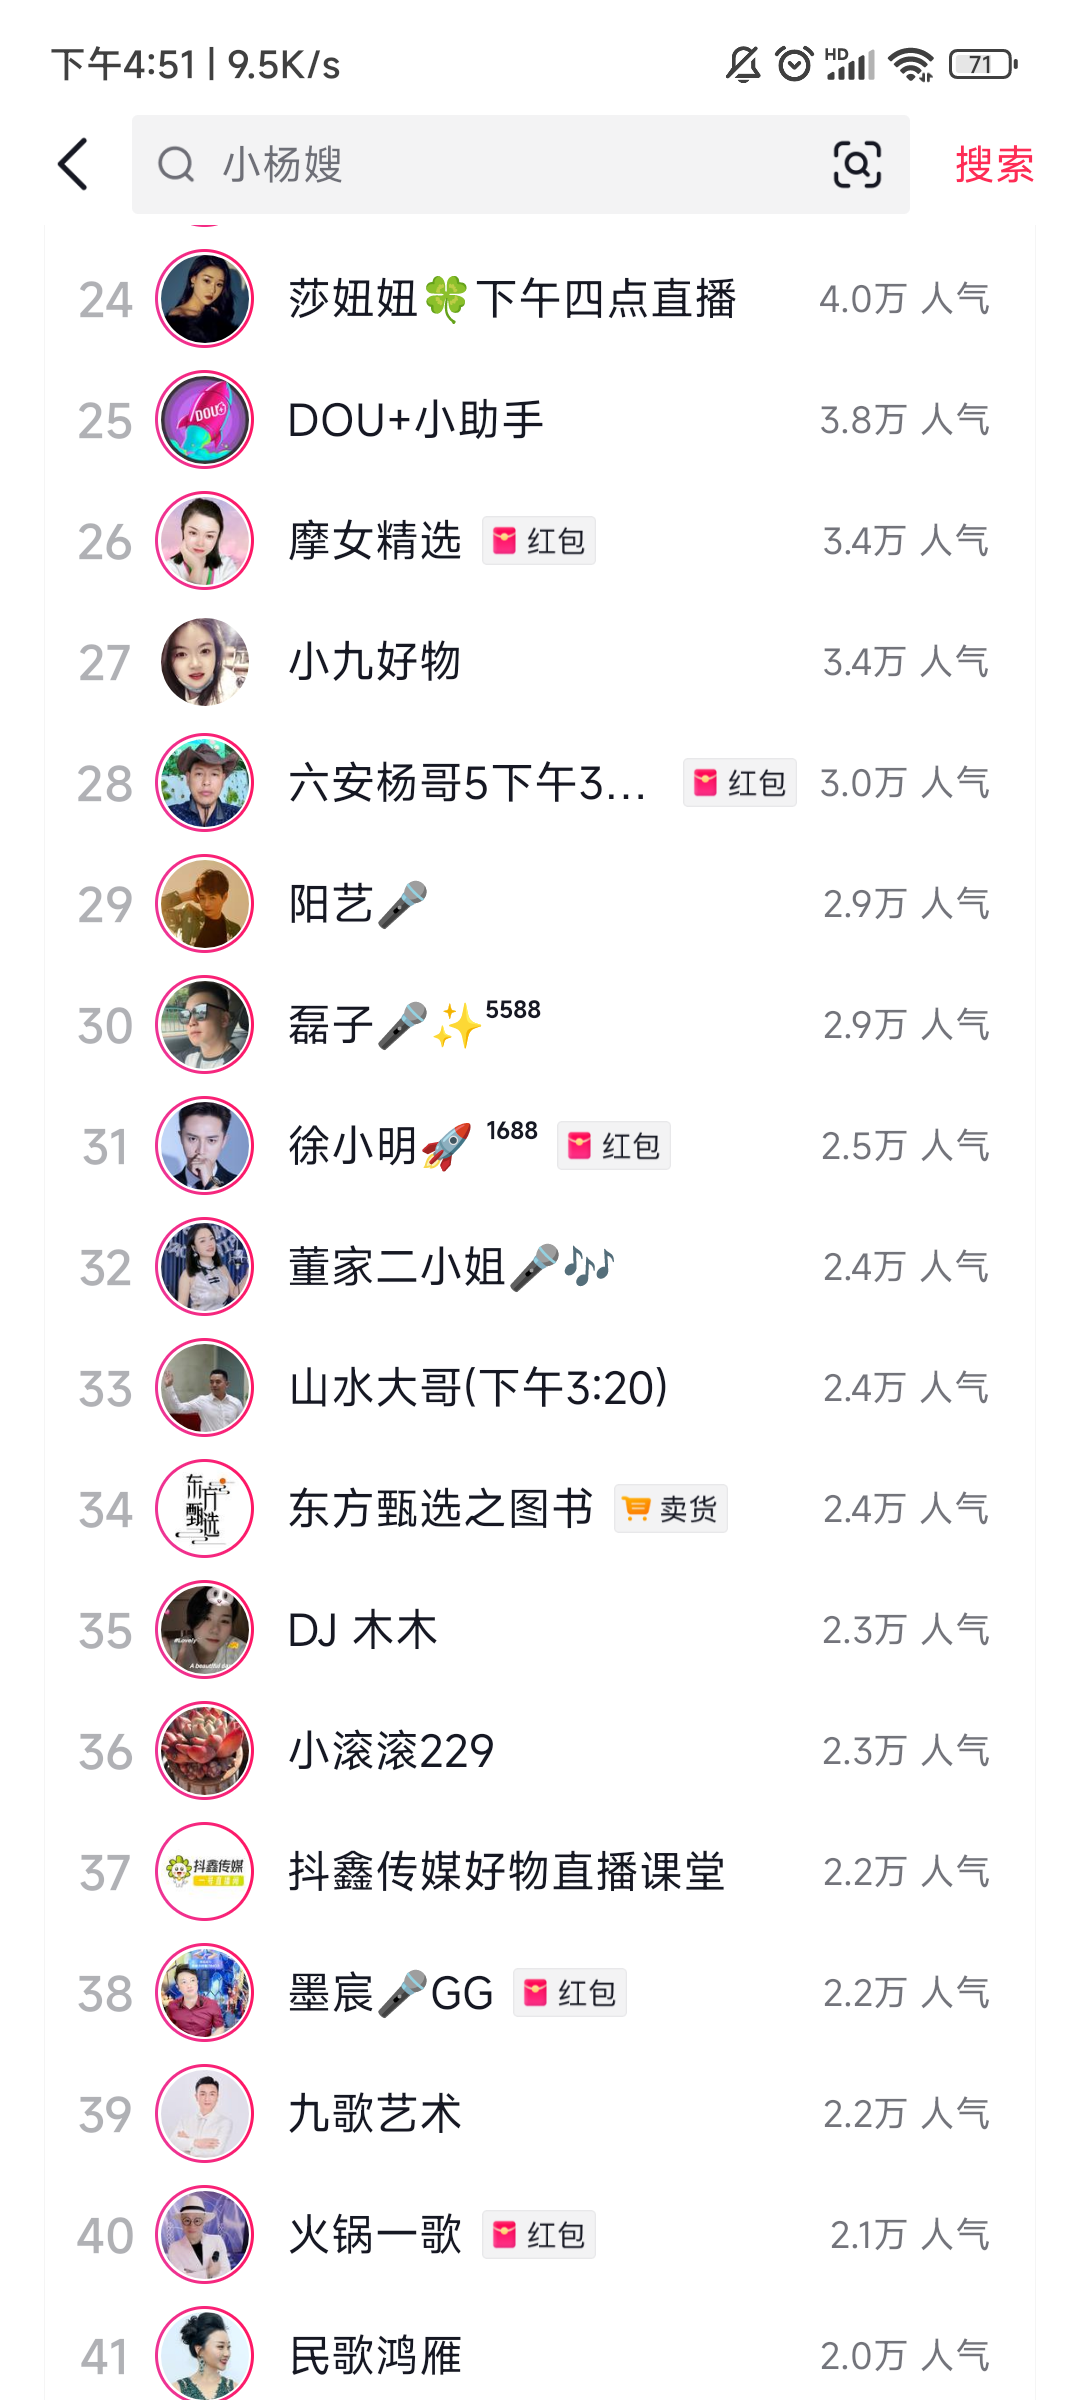 下午4:51 | 9.5K/s HD 71
小杨嫂 搜索
24 莎妞妞🍀下午四点直播 4.0万 人气
25 DOU+小助手 3.8万 人气
26 摩女精选 红包 3.4万 人气
27 小九好物 3.4万 人气
28 六安杨哥5下午3... 红包 3.0万 人气
29 阳艺🎤 2.9万 人气
30 磊子🎤✨5588 2.9万 人气
31 徐小明🚀 1688 红包 2.5万 人气
32 董家二小姐🎤🎶 2.4万 人气
33 山水大哥(下午3:20) 2.4万 人气
34 东方甄选之图书 卖货 2.4万 人气
35 DJ 木木 2.3万 人气
36 小滚滚229 2.3万 人气
37 抖鑫传媒好物直播课堂 2.2万 人气
38 墨宸🎤GG 红包 2.2万 人气
39 九歌艺术 2.2万 人气
40 火锅一歌 红包 2.1万 人气
41 民歌鸿雁 2.0万 人气